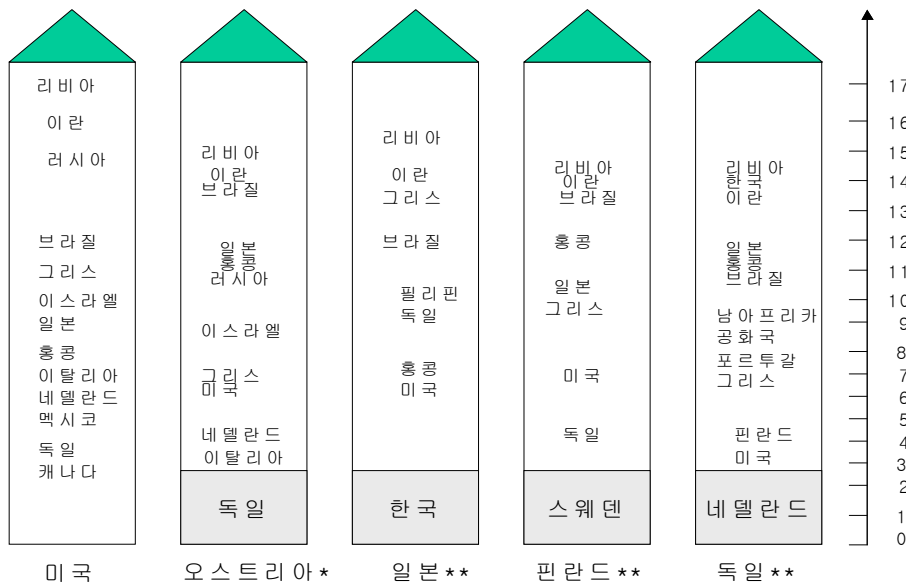 리비아
이란
러시아
브라질
그리스
이스라엘
일본
홍콩
이탈리아
네델란드
멕시코
독일
캐나다
미국
리비아
이란
브라질
일본
홍콩
러시아
이스라엘
그리스
미국
네델란드
이탈리아
독일
오스트리아*
리비아
이란
그리스
브라질
필리핀
독일
홍콩
미국
한국
일본**
리비아
이란
브라질
홍콩
일본
그리스
미국
독일
스웨덴
핀란드**
리비아
한국
이란
일본
홍콩
브라질
남아프리카
공화국
포르투갈
그리스
핀란드
미국
네델란드
독일**
17
16
15
14
13
12
11
10
9
8
7
6
5
4
3
2
1
0